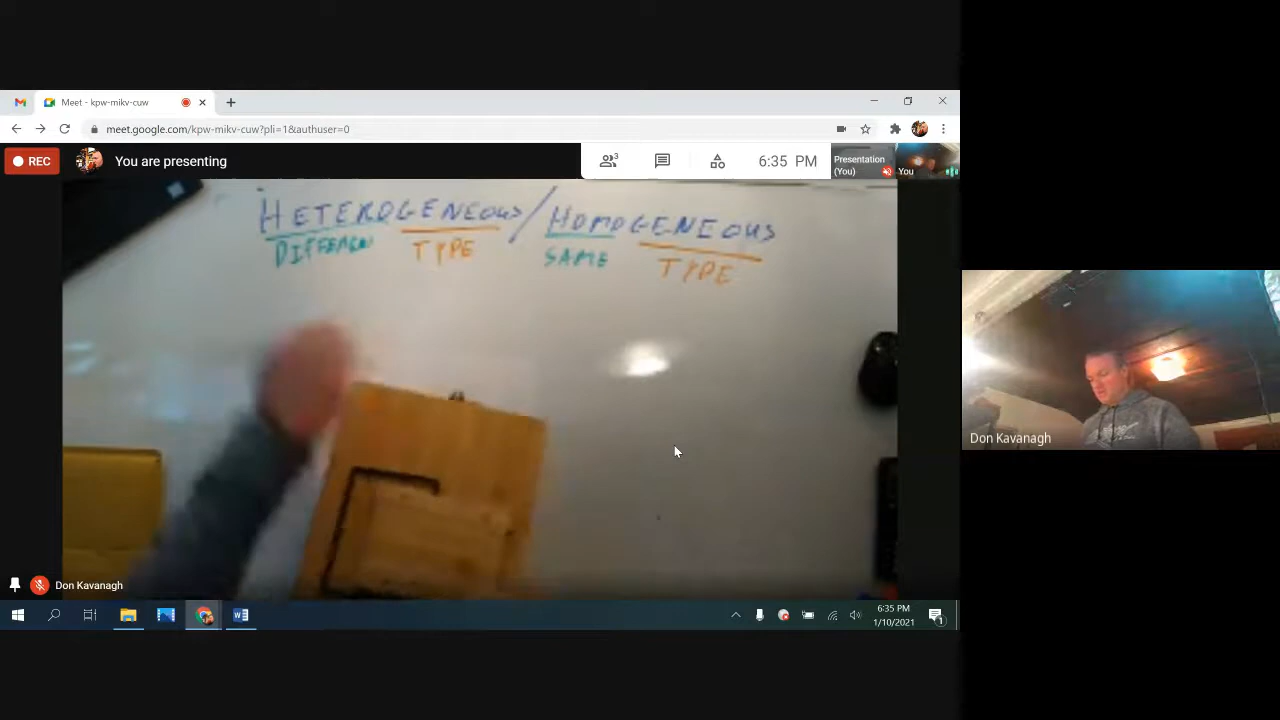 Meet - kpw-mikv-cuw
meet.google.com/kpw-mikv-cuw?pli=1&authuser=0
REC
You are presenting
3
6:35 PM
Presentation
(You)
You
HETEROGENEOUS / HOMOGENEOUS
TYPE SAME TYPE
Don Kavanagh
Don Kavanagh
6:35 PM
1/10/2021
1